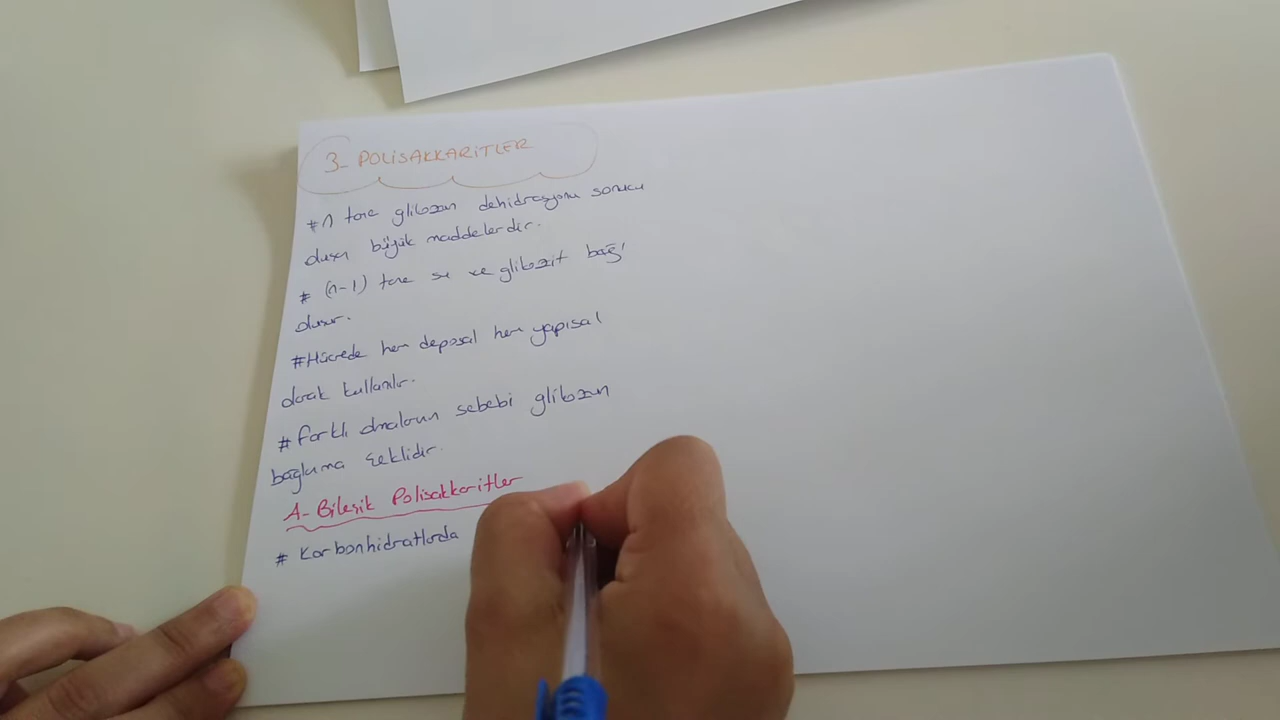 3- POLİSAKKARİTLER
# n tane glikozun dehidrasyonu sonucu
oluşan büyük maddelerdir.
# (n-1) tane su ve glikozit bağı
oluşur.
# Hücrede hem deposal hem yapısal
olarak kullanılır.
# Farklı olmalarının sebebi glikozun
bağlanma şeklidir.
A- Bileşik Polisakkaritler
# Karbonhidratlarda